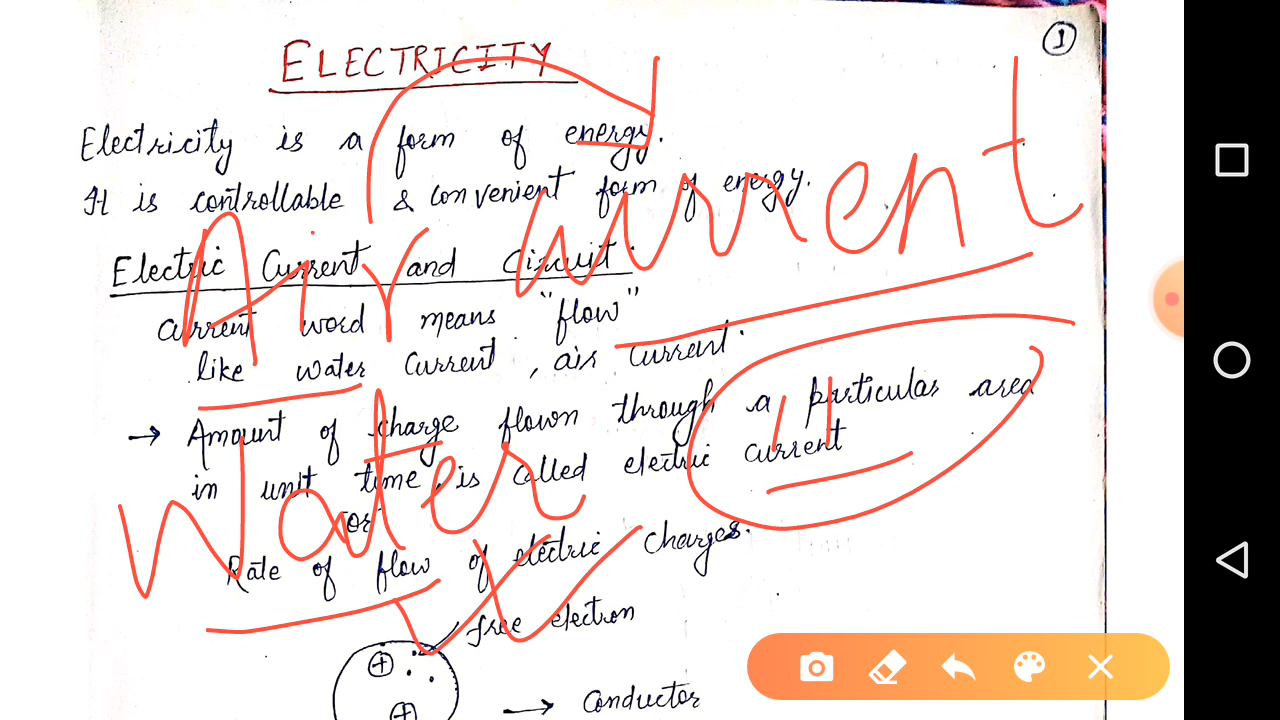 ①
ELECTRICITY
Electricity is a form of energy.
It is controllable & convenient form of energy.
Electric Current and Circuit
Air current
current word means "flow"
like water current, air current.
→ Amount of charge flown through a particular area
in unit time, is called electric current
Water
or
Rate of flow of electric charges.
free electron
+
+
→ Conductor